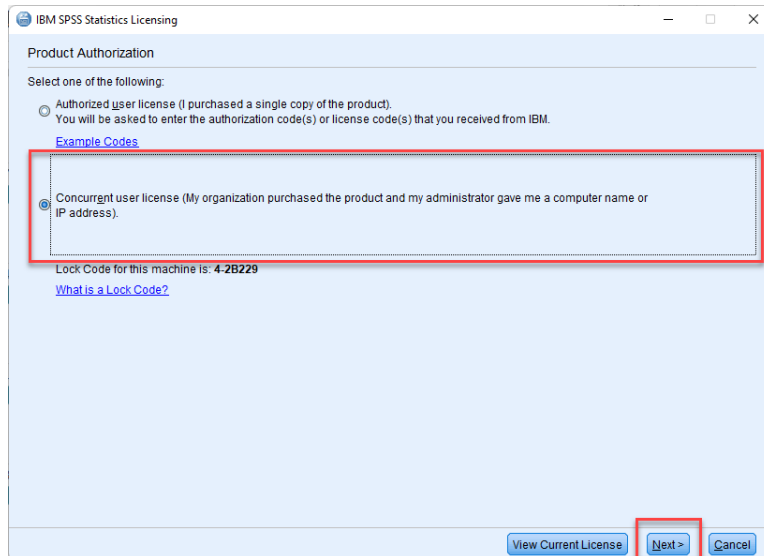 IBM SPSS Statistics Licensing
Product Authorization
Select one of the following:
Authorized user license (I purchased a single copy of the product).
You will be asked to enter the authorization code(s) or license code(s) that you received from IBM.
Example Codes
Concurrent user license (My organization purchased the product and my administrator gave me a computer name or
IP address).
Lock Code for this machine is: 4-2B229
What is a Lock Code?
View Current License Next > Cancel